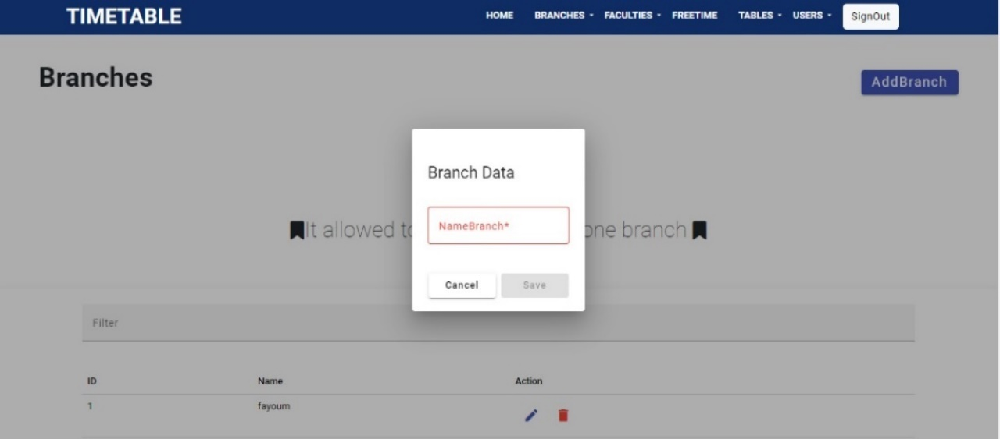 TIMETABLE
HOME BRANCHES FACULTIES FREETIME TABLES USERS SignOut
Branches
AddBranch
Branch Data
NameBranch*
It allowed one branch
Cancel Save
Filter
ID Name Action
1 fayoum